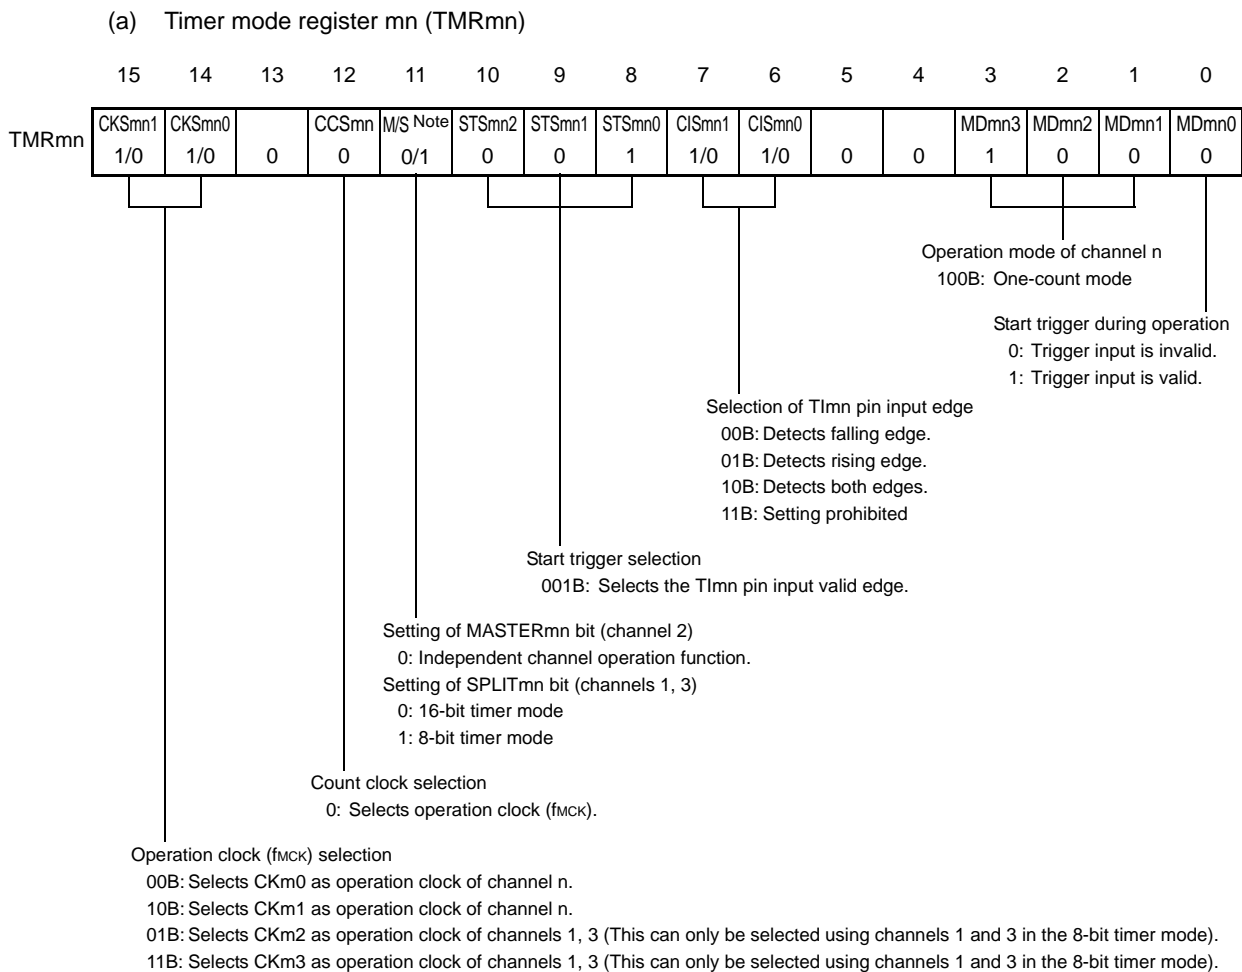 (a) Timer mode register mn (TMRmn)
15 14 13 12 11 10 9 8 7 6 5 4 3 2 1 0
TMRmn
CKSmn1 CKSmn0 CCSmn M/S Note STSmn2 STSmn1 STSmn0 CISmn1 CISmn0 MDmn3 MDmn2 MDmn1 MDmn0
1/0 1/0 0 0 0/1 0 0 1 1/0 1/0 0 0 1 0 0 0
Operation mode of channel n
100B: One-count mode
Start trigger during operation
0: Trigger input is invalid.
1: Trigger input is valid.
Selection of TImn pin input edge
00B: Detects falling edge.
01B: Detects rising edge.
10B: Detects both edges.
11B: Setting prohibited
Start trigger selection
001B: Selects the TImn pin input valid edge.
Setting of MASTERmn bit (channel 2)
0: Independent channel operation function.
Setting of SPLITmn bit (channels 1, 3)
0: 16-bit timer mode
1: 8-bit timer mode
Count clock selection
0: Selects operation clock (fMCK).
Operation clock (fMCK) selection
00B: Selects CKm0 as operation clock of channel n.
10B: Selects CKm1 as operation clock of channel n.
01B: Selects CKm2 as operation clock of channels 1, 3 (This can only be selected using channels 1 and 3 in the 8-bit timer mode).
11B: Selects CKm3 as operation clock of channels 1, 3 (This can only be selected using channels 1 and 3 in the 8-bit timer mode).